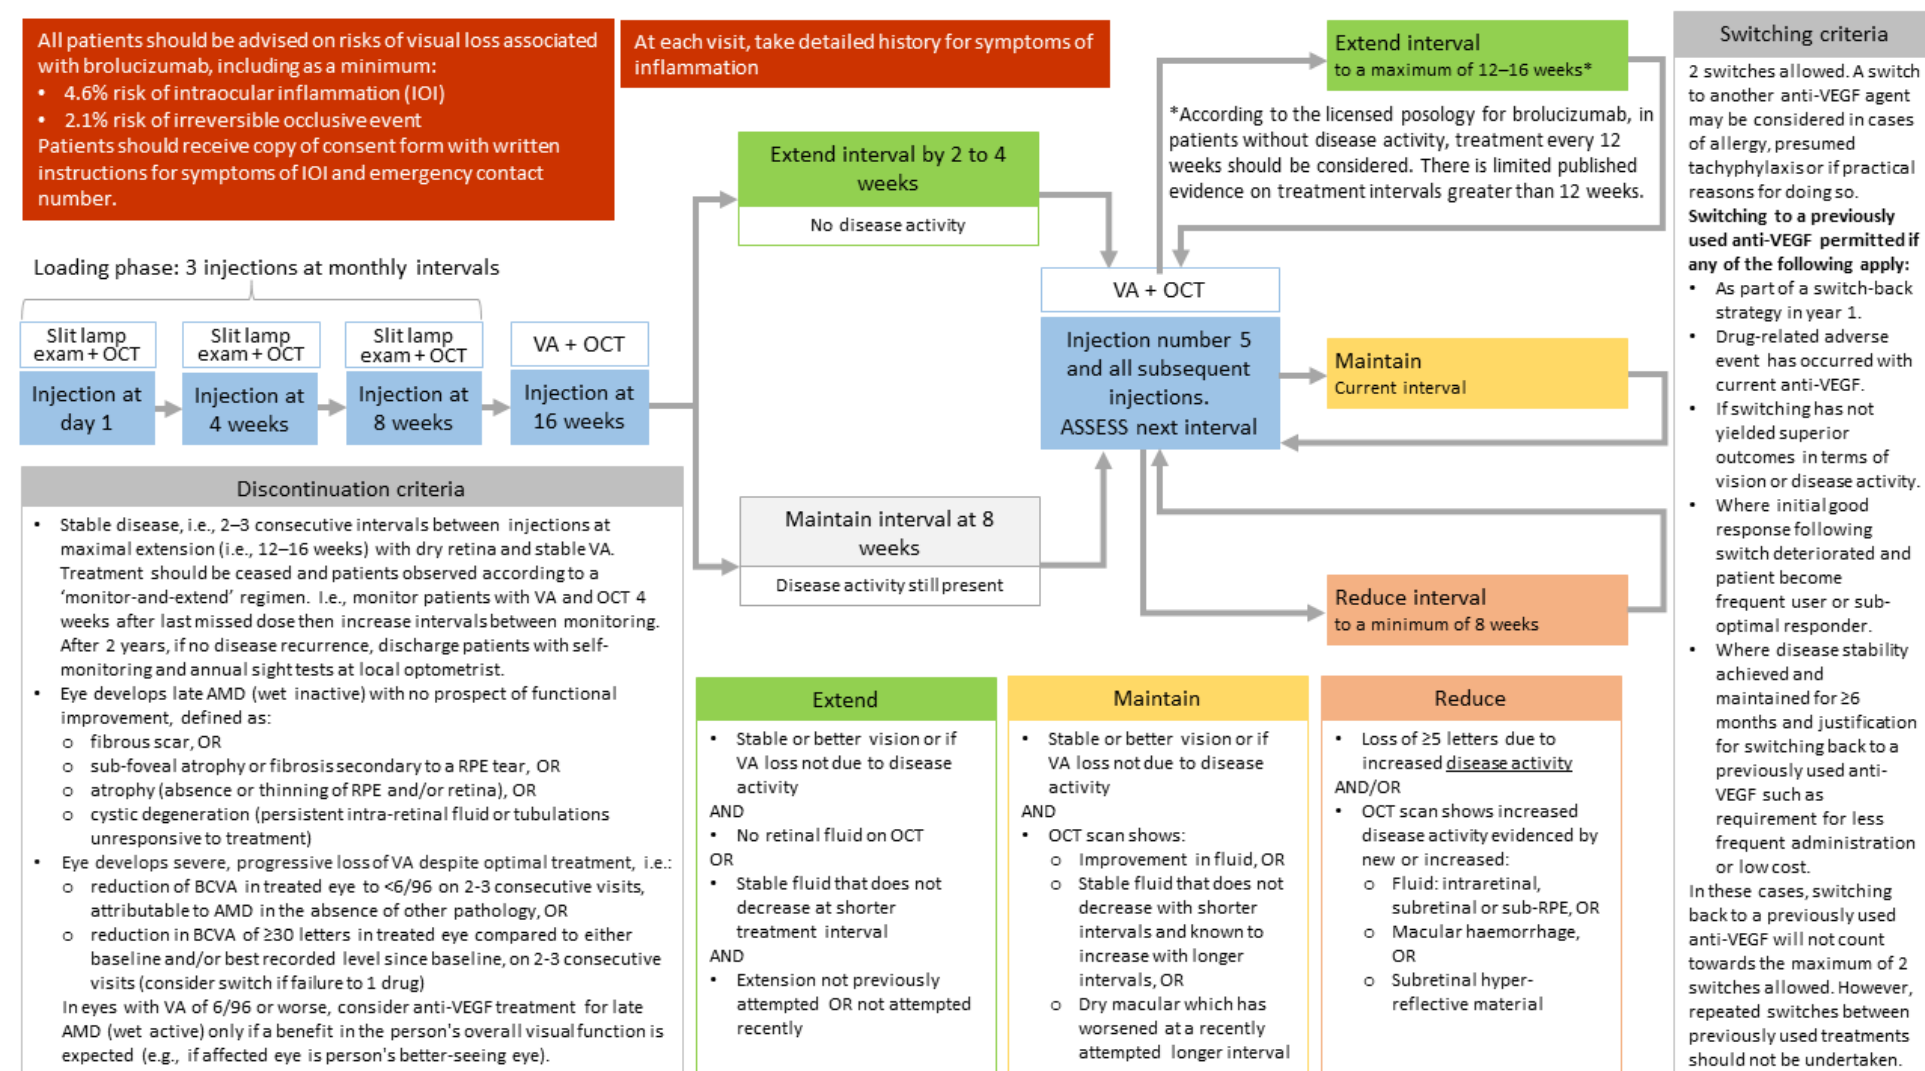 All patients should be advised on risks of visual loss associated
with brolucizumab, including as a minimum:
• 4.6% risk of intraocular inflammation (IOI)
• 2.1% risk of irreversible occlusive event
Patients should receive copy of consent form with written
instructions for symptoms of IOI and emergency contact
number.
At each visit, take detailed history for symptoms of
inflammation
Loading phase: 3 injections at monthly intervals
Slit lamp
exam + OCT
Injection at
day 1
Slit lamp
exam + OCT
Injection at
4 weeks
Slit lamp
exam + OCT
Injection at
8 weeks
VA + OCT
Injection at
16 weeks
Extend interval by 2 to 4
weeks
No disease activity
Maintain interval at 8
weeks
Disease activity still present
VA + OCT
Injection number 5
and all subsequent
injections.
ASSESS next interval
Extend interval
to a maximum of 12–16 weeks*
*According to the licensed posology for brolucizumab, in
patients without disease activity, treatment every 12
weeks should be considered. There is limited published
evidence on treatment intervals greater than 12 weeks.
Maintain
Current interval
Reduce interval
to a minimum of 8 weeks
Discontinuation criteria
• Stable disease, i.e., 2–3 consecutive intervals between injections at
maximal extension (i.e., 12–16 weeks) with dry retina and stable VA.
Treatment should be ceased and patients observed according to a
‘monitor-and-extend’ regimen. I.e., monitor patients with VA and OCT 4
weeks after last missed dose then increase intervals between monitoring.
After 2 years, if no disease recurrence, discharge patients with self-
monitoring and annual sight tests at local optometrist.
• Eye develops late AMD (wet inactive) with no prospect of functional
improvement, defined as:
o fibrous scar, OR
o sub-foveal atrophy or fibrosis secondary to a RPE tear, OR
o atrophy (absence or thinning of RPE and/or retina), OR
o cystic degeneration (persistent intra-retinal fluid or tubulations
unresponsive to treatment)
• Eye develops severe, progressive loss of VA despite optimal treatment, i.e.:
o reduction of BCVA in treated eye to <6/96 on 2-3 consecutive visits,
attributable to AMD in the absence of other pathology, OR
o reduction in BCVA of ≥30 letters in treated eye compared to either
baseline and/or best recorded level since baseline, on 2-3 consecutive
visits (consider switch if failure to 1 drug)
In eyes with VA of 6/96 or worse, consider anti-VEGF treatment for late
AMD (wet active) only if a benefit in the person's overall visual function is
expected (e.g., if affected eye is person's better-seeing eye).
Extend
• Stable or better vision or if
VA loss not due to disease
activity
AND
• No retinal fluid on OCT
OR
• Stable fluid that does not
decrease at shorter
treatment interval
AND
• Extension not previously
attempted OR not attempted
recently
Maintain
• Stable or better vision or if
VA loss not due to disease
activity
AND
• OCT scan shows:
o Improvement in fluid, OR
o Stable fluid that does not
decrease with shorter
intervals and known to
increase with longer
intervals, OR
o Dry macular which has
worsened at a recently
attempted longer interval
Reduce
• Loss of ≥5 letters due to
increased disease activity
AND/OR
• OCT scan shows increased
disease activity evidenced by
new or increased:
o Fluid: intraretinal,
subretinal or sub-RPE, OR
o Macular haemorrhage,
OR
o Subretinal hyper-
reflective material
Switching criteria
2 switches allowed. A switch
to another anti-VEGF agent
may be considered in cases
of allergy, presumed
tachyphylaxis or if practical
reasons for doing so.
Switching to a previously
used anti-VEGF permitted if
any of the following apply:
• As part of a switch-back
strategy in year 1.
• Drug-related adverse
event has occurred with
current anti-VEGF.
• If switching has not
yielded superior
outcomes in terms of
vision or disease activity.
• Where initial good
response following
switch deteriorated and
patient become
frequent user or sub-
optimal responder.
• Where disease stability
achieved and
maintained for ≥6
months and justification
for switching back to a
previously used anti-
VEGF such as
requirement for less
frequent administration
or low cost.
In these cases, switching
back to a previously used
anti-VEGF will not count
towards the maximum of 2
switches allowed. However,
repeated switches between
previously used treatments
should not be undertaken.